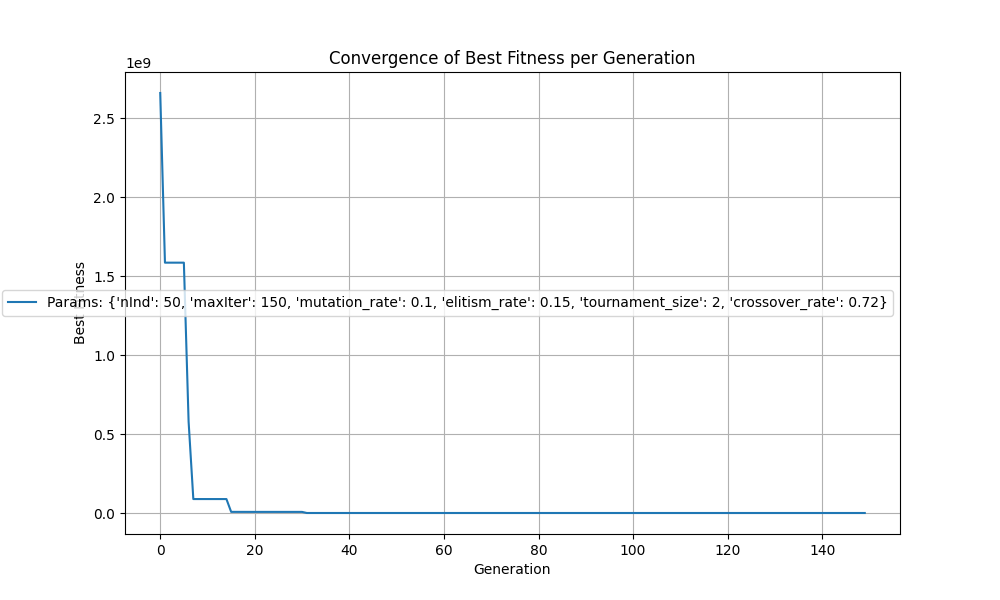 Convergence of Best Fitness per Generation
1e9
2.5
2.0
1.5
1.0
0.5
0.0
Best Fitness
Params: {'nInd': 50, 'maxIter': 150, 'mutation_rate': 0.1, 'elitism_rate': 0.15, 'tournament_size': 2, 'crossover_rate': 0.72}
0 20 40 60 80 100 120 140
Generation